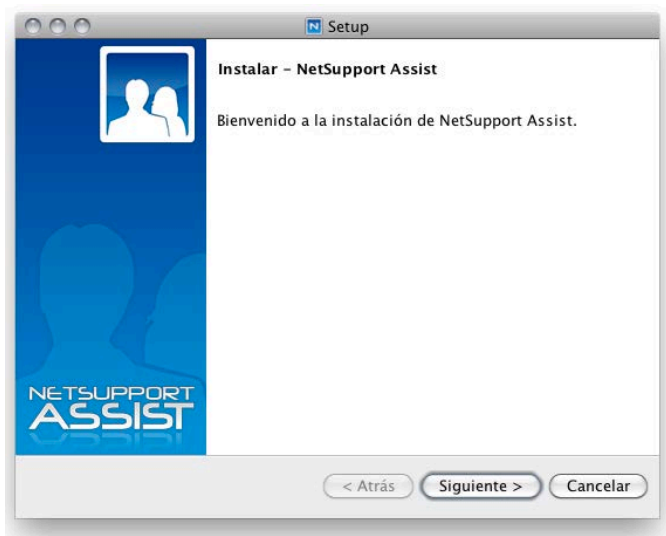 Setup
Instalar – NetSupport Assist
Bienvenido a la instalación de NetSupport Assist.
NETSUPPORT
ASSIST
< Atrás
Siguiente >
Cancelar